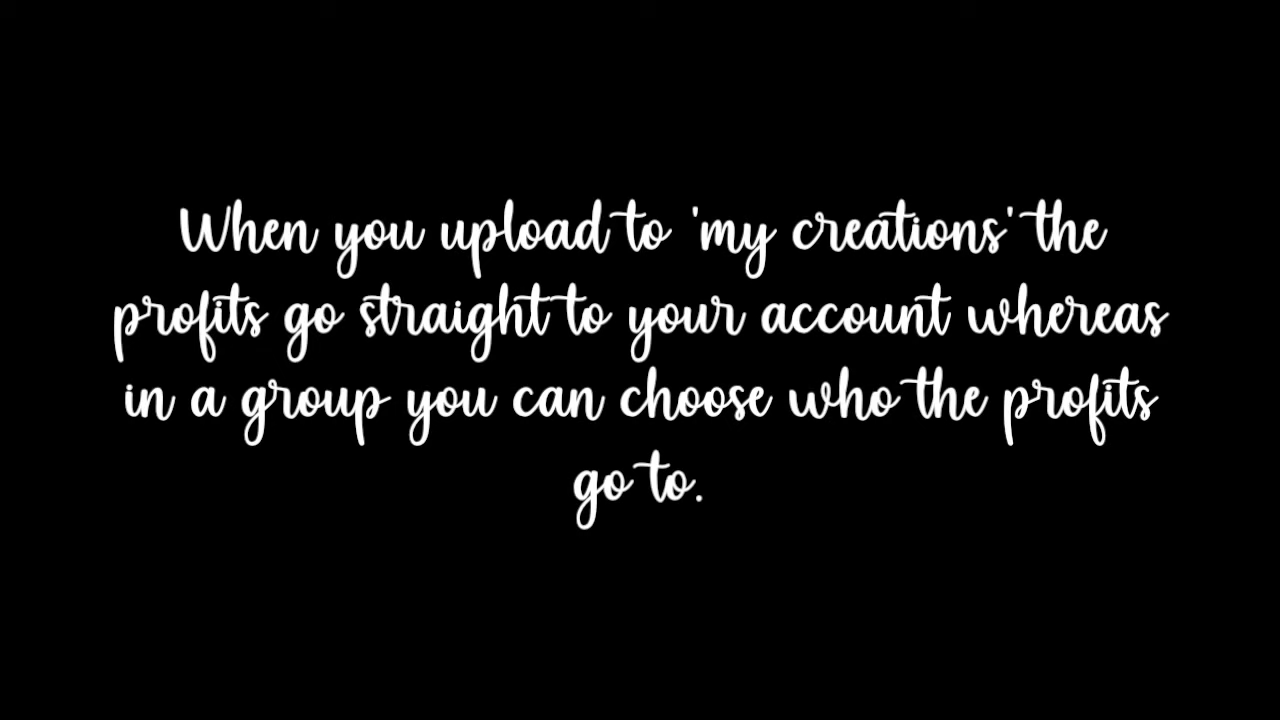 When you upload to 'my creations' the
profits go straight to your account whereas
in a group you can choose who the profits
go to.